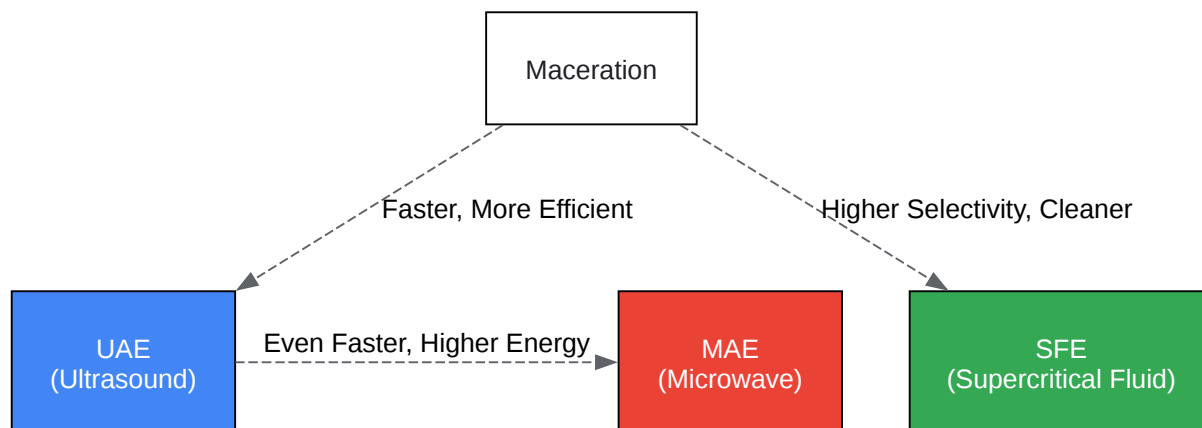 Maceration
Faster, More Efficient
Higher Selectivity, Cleaner
UAE
(Ultrasound)
Even Faster, Higher Energy
MAE
(Microwave)
SFE
(Supercritical Fluid)